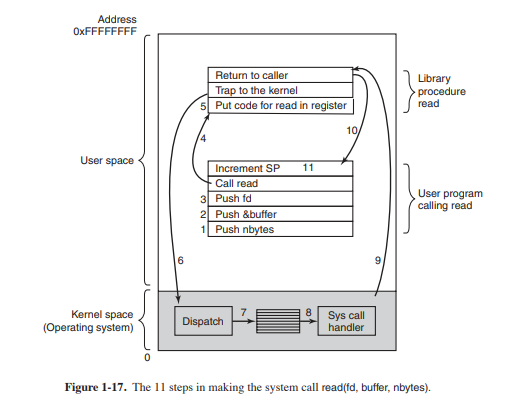 Address
0xFFFFFFFF
Return to caller
Trap to the kernel
5 Put code for read in register
Library
procedure
read
4
10
User space
Increment SP 11
Call read
3 Push fd
2 Push &buffer
1 Push nbytes
User program
calling read
6
9
Kernel space
(Operating system)
Dispatch
7
8
Sys call
handler
0
Figure 1-17. The 11 steps in making the system call read(fd, buffer, nbytes).